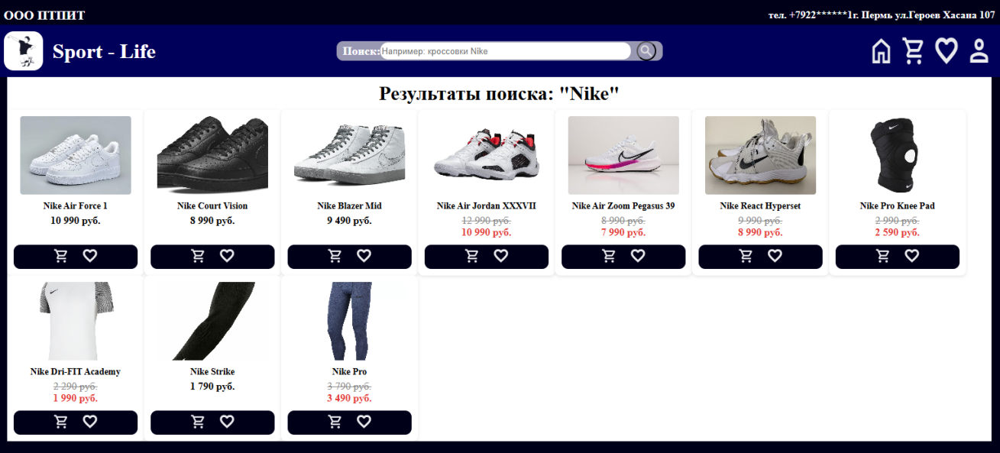 ООО ПТПИТ
тел. +7922******1г. Пермь ул.Героев Хасана 107
Sport - Life
Поиск:
Например: кроссовки Nike
Результаты поиска: "Nike"
Nike Air Force 1
10 990 руб.
Nike Court Vision
8 990 руб.
Nike Blazer Mid
9 490 руб.
Nike Air Jordan XXXVII
12 990 руб.
10 990 руб.
Nike Air Zoom Pegasus 39
8 990 руб.
7 990 руб.
Nike React Hyperset
9 990 руб.
8 990 руб.
Nike Pro Knee Pad
2 990 руб.
2 590 руб.
Nike Dri-FIT Academy
2 290 руб.
1 990 руб.
Nike Strike
1 790 руб.
Nike Pro
3 790 руб.
3 490 руб.